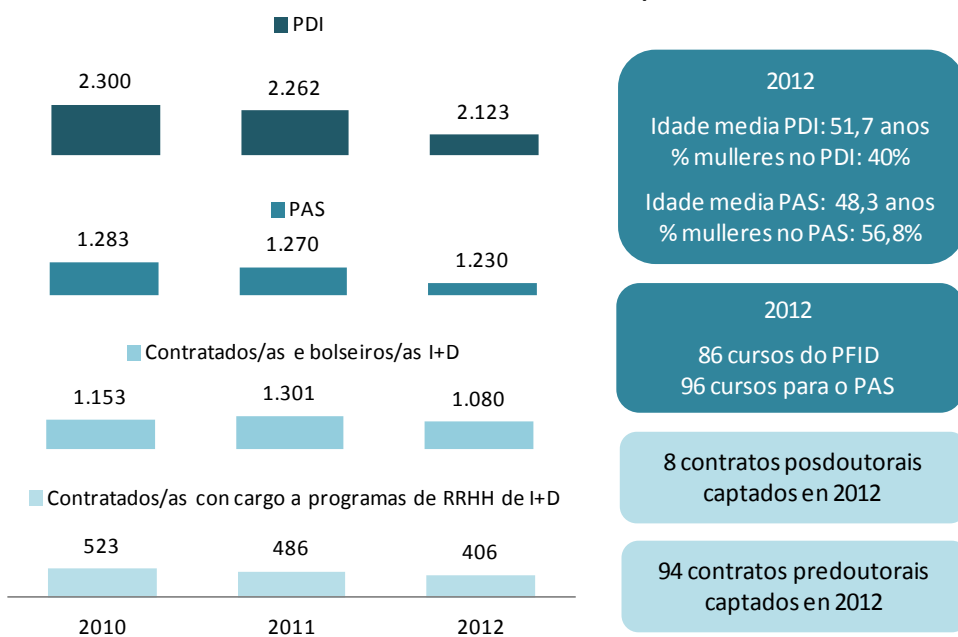 PDI
2.300
2.262
2.123
PAS
1.283
1.270
1.230
Contratados/as e bolseiros/as I+D
1.153
1.301
1.080
Contratados/as con cargo a programas de RRHH de I+D
523
486
406
2010
2011
2012
2012
Idade media PDI: 51,7 anos
% mulleres no PDI: 40%
Idade media PAS: 48,3 anos
% mulleres no PAS: 56,8%
2012
86 cursos do PFID
96 cursos para o PAS
8 contratos posdoutorais
captados en 2012
94 contratos predoutorais
captados en 2012